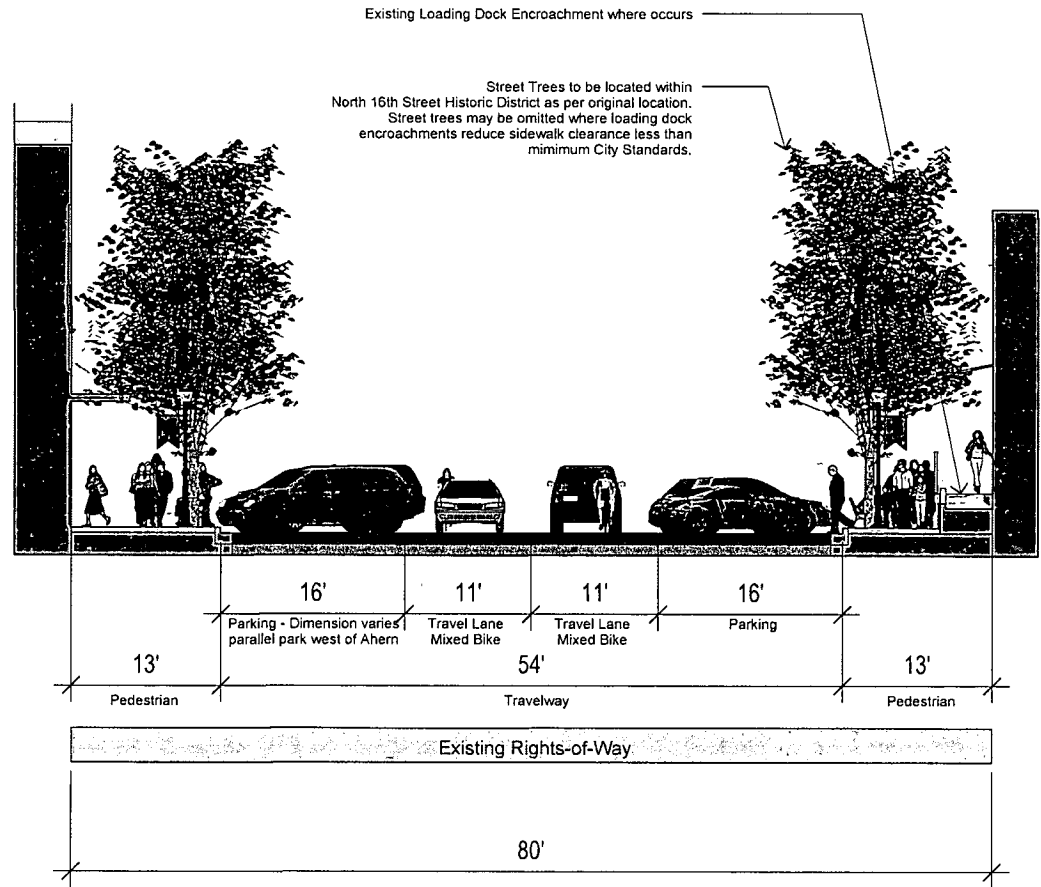 Existing Loading Dock Encroachment where occurs
Street Trees to be located within
North 16th Street Historic District as per original location.
Street trees may be omitted where loading dock
encroachments reduce sidewalk clearance less than
mimimum City Standards.
16'
11'
11'
16'
Parking - Dimension varies
parallel park west of Ahern
Travel Lane
Mixed Bike
Travel Lane
Mixed Bike
Parking
13'
54'
13'
Pedestrian
Travelway
Pedestrian
Existing Rights-of-Way
80'